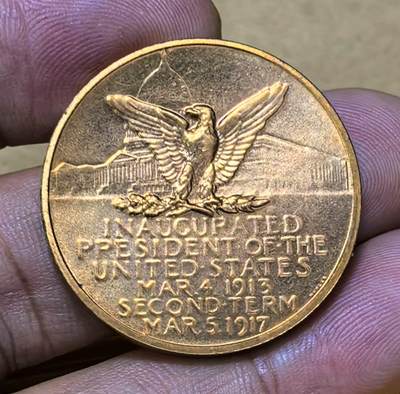 INAUGURATED
PRESIDENT·OF·THE
UNITED·STATES
MAR.4.1913
SECOND·TERM
MAR.5.1917